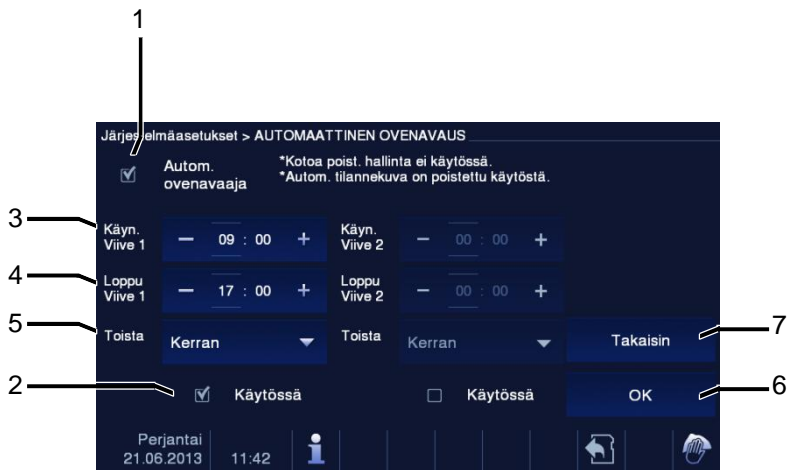 1
Järjestelmäasetukset > AUTOMAATTINEN OVENAVAUS
Autom.
ovenavaaja
*Kotoa poist. hallinta ei käytössä.
*Autom. tilannekuva on poistettu käytöstä.
3
Käyn.
Viive 1
− 09 : 00 +
Käyn.
Viive 2
− 00 : 00 +
4
Loppu
Viive 1
− 17 : 00 +
Loppu
Viive 2
− 00 : 00 +
5
Toista
Kerran
Toista
Kerran
Takaisin
7
2
Käytössä
Käytössä
OK
6
Perjantai
21.06.2013
11:42